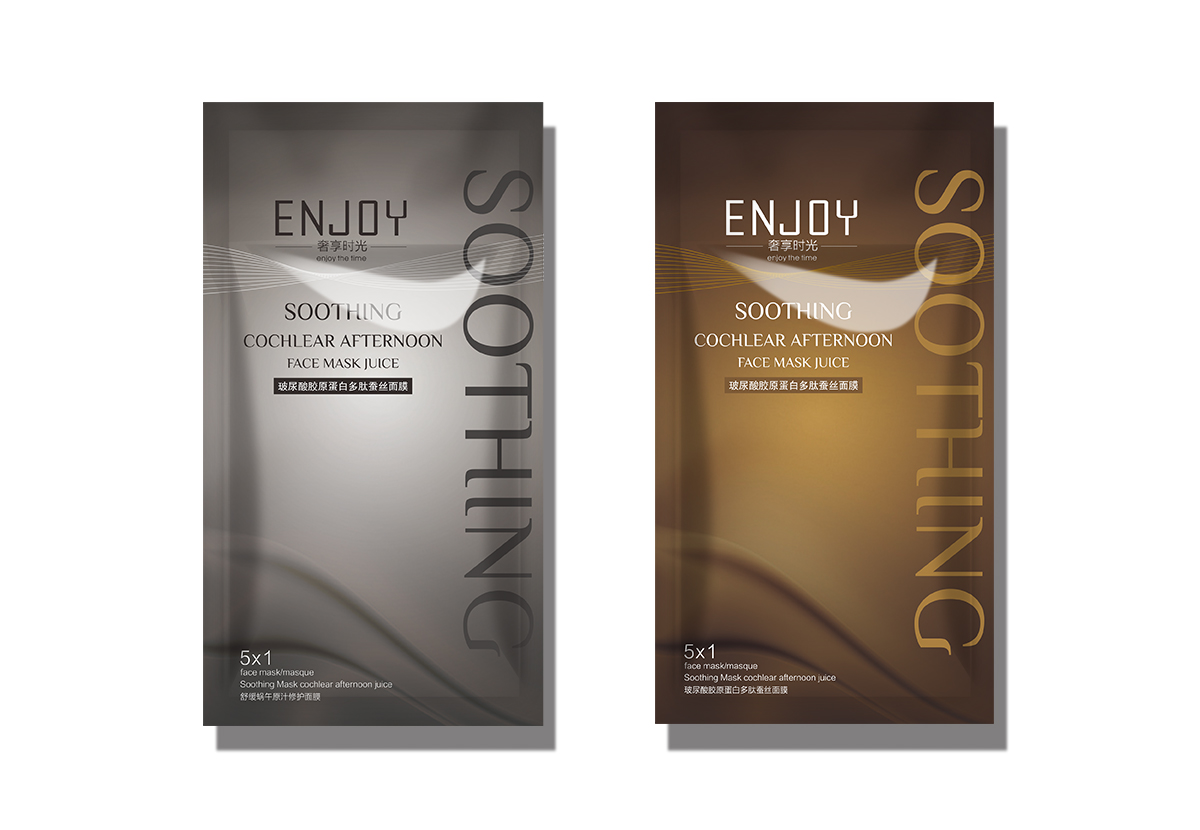 ENJOY
奢享时光
enjoy the time
SOOTHING
COCHLEAR AFTERNOON
FACE MASK JUICE
玻尿酸胶原蛋白多肽蚕丝面膜
SOOTHING
5x1
face mask/masque
Soothing Mask cochlear afternoon juice
舒缓蜗牛原汁修护面膜
ENJOY
奢享时光
enjoy the time
SOOTHING
COCHLEAR AFTERNOON
FACE MASK JUICE
玻尿酸胶原蛋白多肽蚕丝面膜
SOOTHING
5x1
face mask/masque
Soothing Mask cochlear afternoon juice
玻尿酸胶原蛋白多肽蚕丝面膜